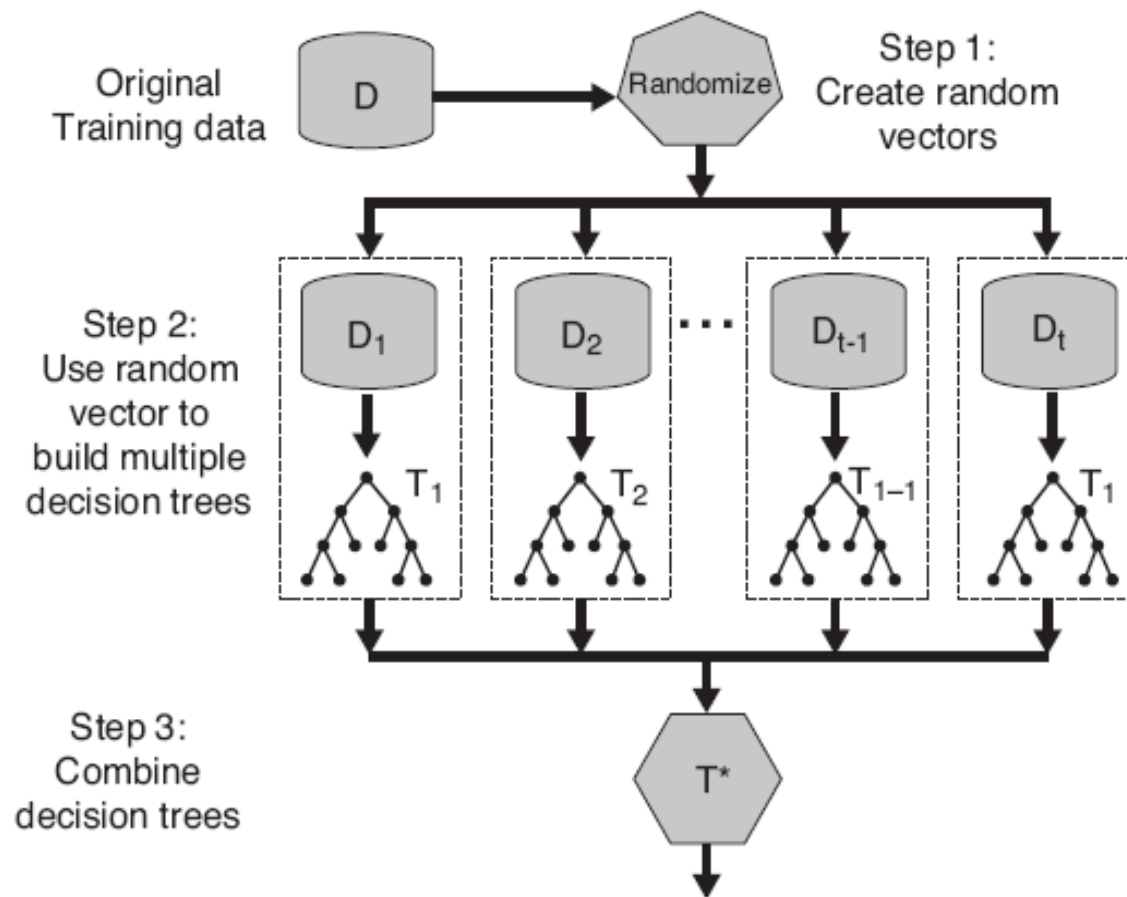 Original
Training data
D
Randomize
Step 1:
Create random
vectors
Step 2:
Use random
vector to
build multiple
decision trees
D₁
D₂
...
Dₜ₋₁
Dₜ
T₁
T₂
T₁₋₁
T₁
Step 3:
Combine
decision trees
T*